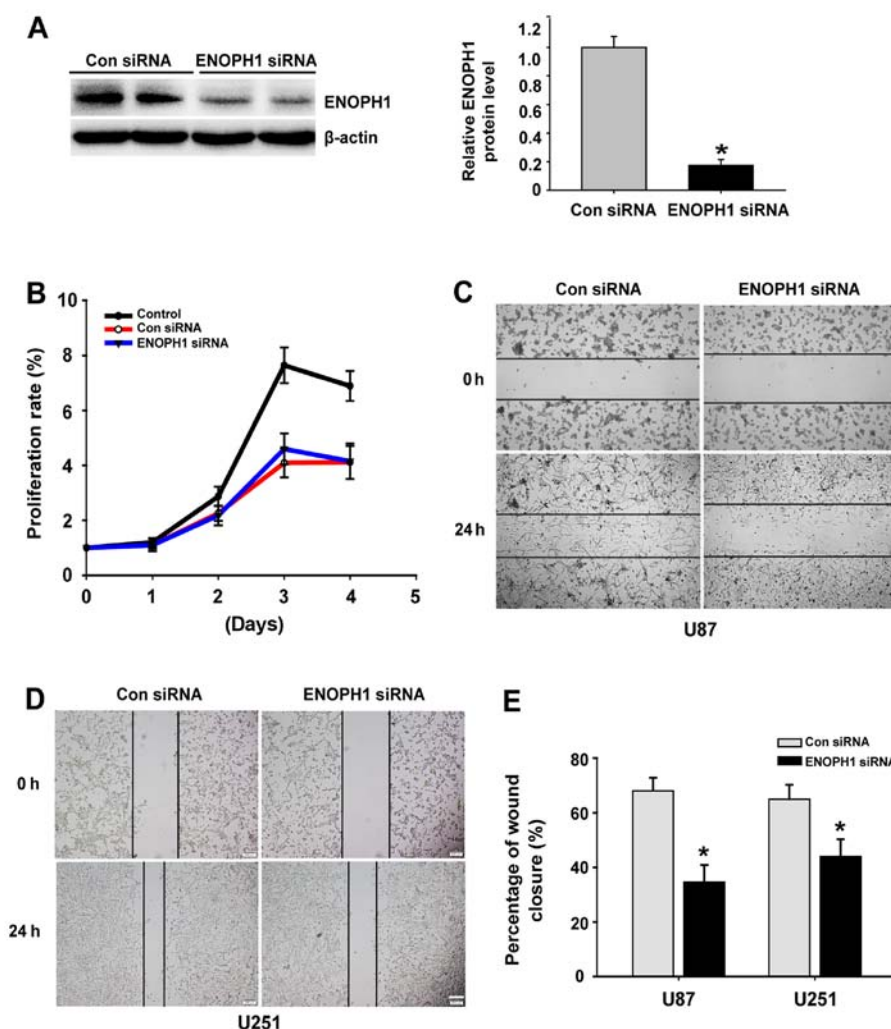 A
Con siRNA ENOPH1 siRNA
ENOPH1
β-actin
Relative ENOPH1
protein level
1.2
1.0
0.8
0.6
0.4
0.2
0
*
Con siRNA ENOPH1 siRNA
B
Proliferation rate (%)
10
8
6
4
2
0
Control
Con siRNA
ENOPH1 siRNA
0 1 2 3 4 5
(Days)
C
Con siRNA ENOPH1 siRNA
0 h
24 h
U87
D
Con siRNA ENOPH1 siRNA
0 h
24 h
U251
E
Percentage of wound
closure (%)
80
60
40
20
0
Con siRNA
ENOPH1 siRNA
* *
U87 U251